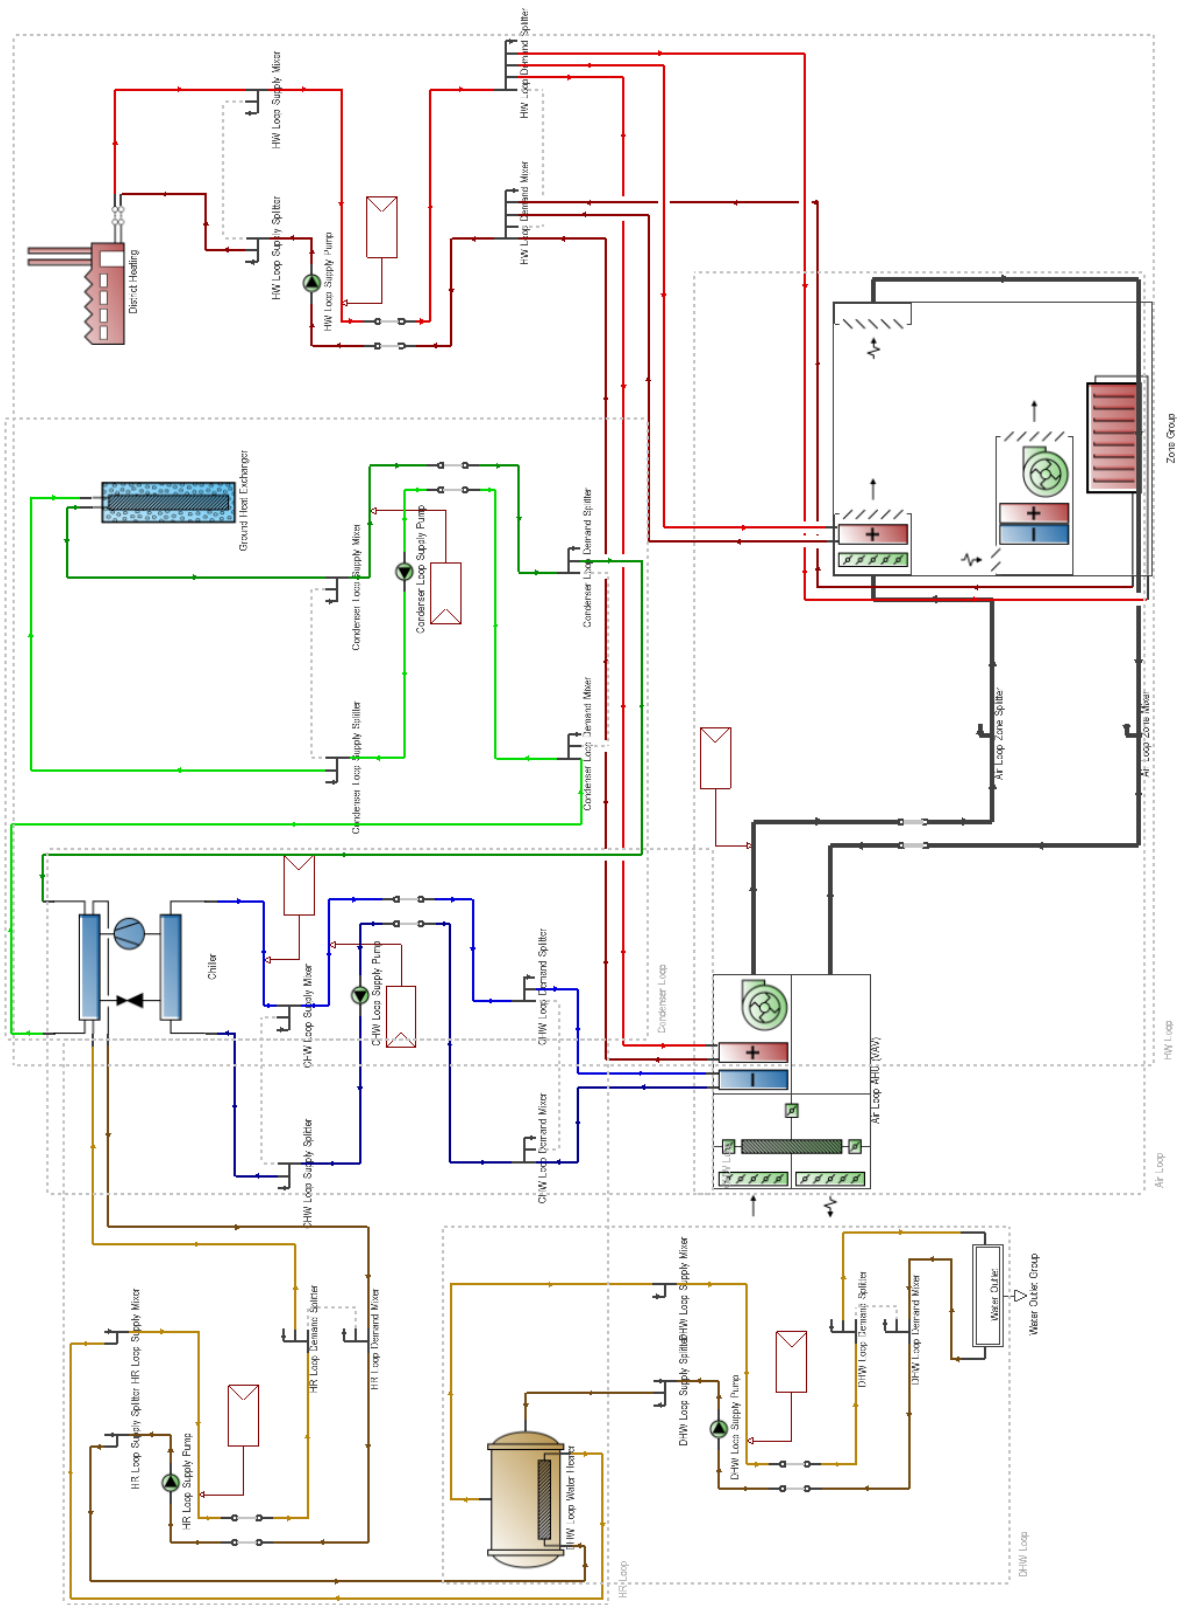 HW Loop Demand Splitter
HW Loop Supply Mixer
HW Loop Demand Mixer
HW Loop Supply Splitter
HW Loop Supply Pump
District Heating
Zone Group
Ground Heat Exchanger
Condenser Loop Supply Mixer
Condenser Loop Supply Pump
Condenser Loop Demand Splitter
Condenser Loop Supply Splitter
Condenser Loop Demand Mixer
Air Loop Zone Splitter
Air Loop Zone Mixer
Chiller
CHW Loop Supply Mixer
CHW Loop Supply Pump
CHW Loop Demand Splitter
Condenser Loop
HW Loop
Air Loop AHU (VAV)
CHW Loop Supply Splitter
CHW Loop Demand Mixer
Air Loop
HR Loop Supply Mixer
HR Loop Demand Splitter
HR Loop Demand Mixer
DHW Loop Supply Mixer
DHW Loop Demand Splitter
DHW Loop Demand Mixer
Water Outlet
Water Outlet Group
HR Loop Supply Splitter
HR Loop Supply Pump
DHW Loop Supply Splitter
DHW Loop Supply Pump
DHW Loop Water Heater
HR Loop
DHW Loop